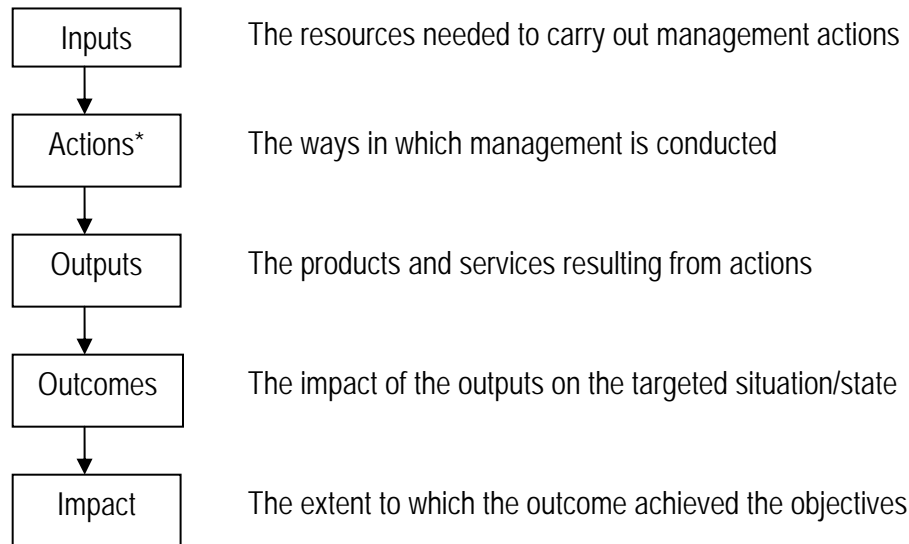 Inputs The resources needed to carry out management actions
Actions* The ways in which management is conducted
Outputs The products and services resulting from actions
Outcomes The impact of the outputs on the targeted situation/state
Impact The extent to which the outcome achieved the objectives